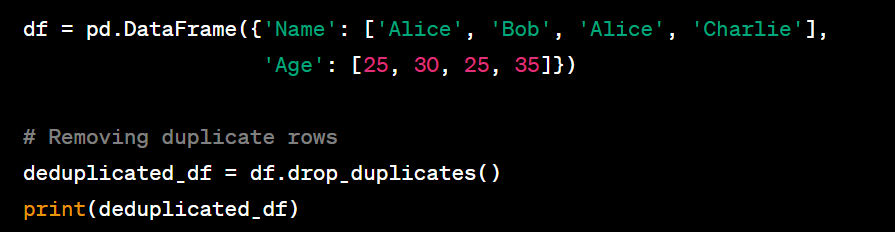 df = pd.DataFrame({'Name': ['Alice', 'Bob', 'Alice', 'Charlie'],
                   'Age': [25, 30, 25, 35]})

# Removing duplicate rows
deduplicated_df = df.drop_duplicates()
print(deduplicated_df)